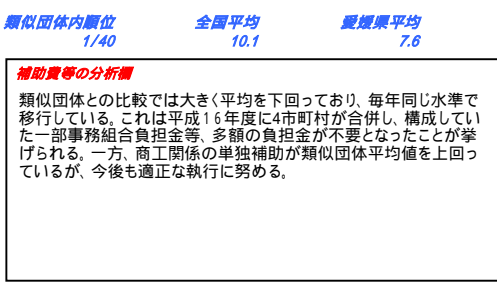 類似団体内順位 全国平均 愛媛県平均
1/40 10.1 7.6
補助費等の分析欄
類似団体との比較では大きく平均を下回っており、毎年同じ水準で
移行している。これは平成16年度に4市町村が合併し、構成してい
た一部事務組合負担金等、多額の負担金が不要となったことが挙
げられる。一方、商工関係の単独補助が類似団体平均値を上回っ
ているが、今後も適正な執行に努める。